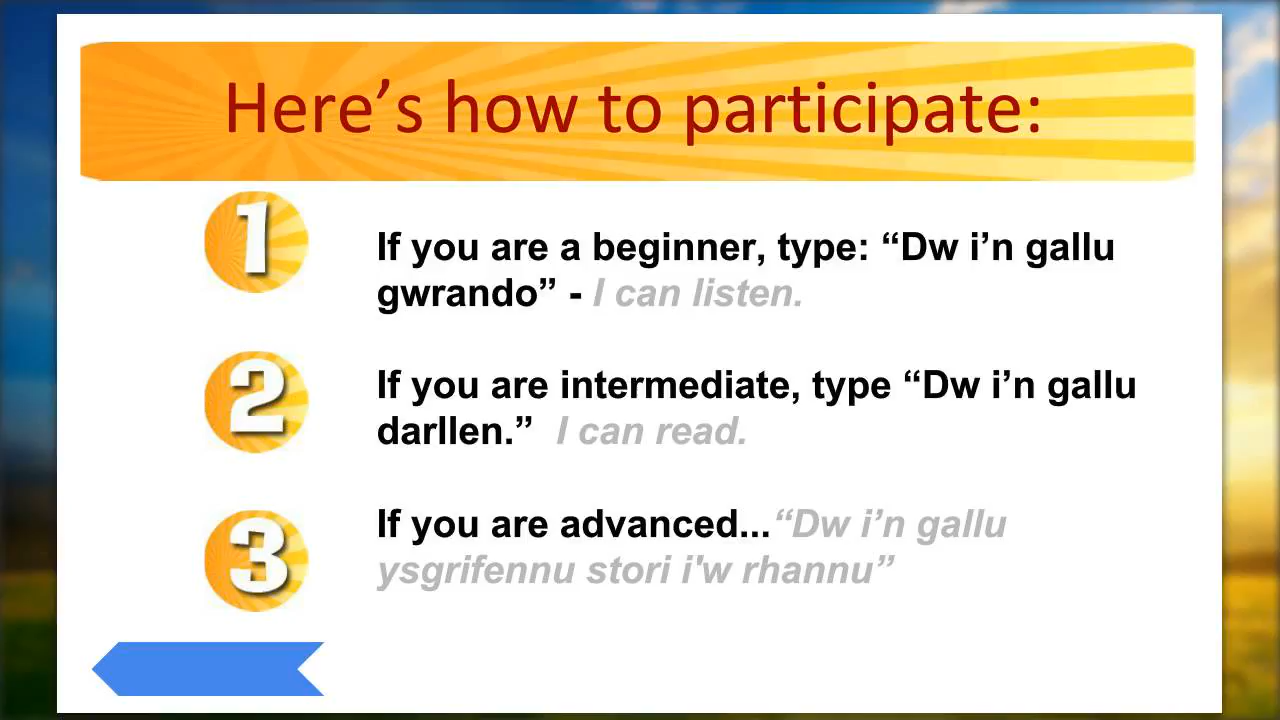 Here’s how to participate:
1
If you are a beginner, type: “Dw i’n gallu
gwrando” - I can listen.
2
If you are intermediate, type “Dw i’n gallu
darllen.” I can read.
3
If you are advanced...“Dw i’n gallu
ysgrifennu stori i'w rhannu”